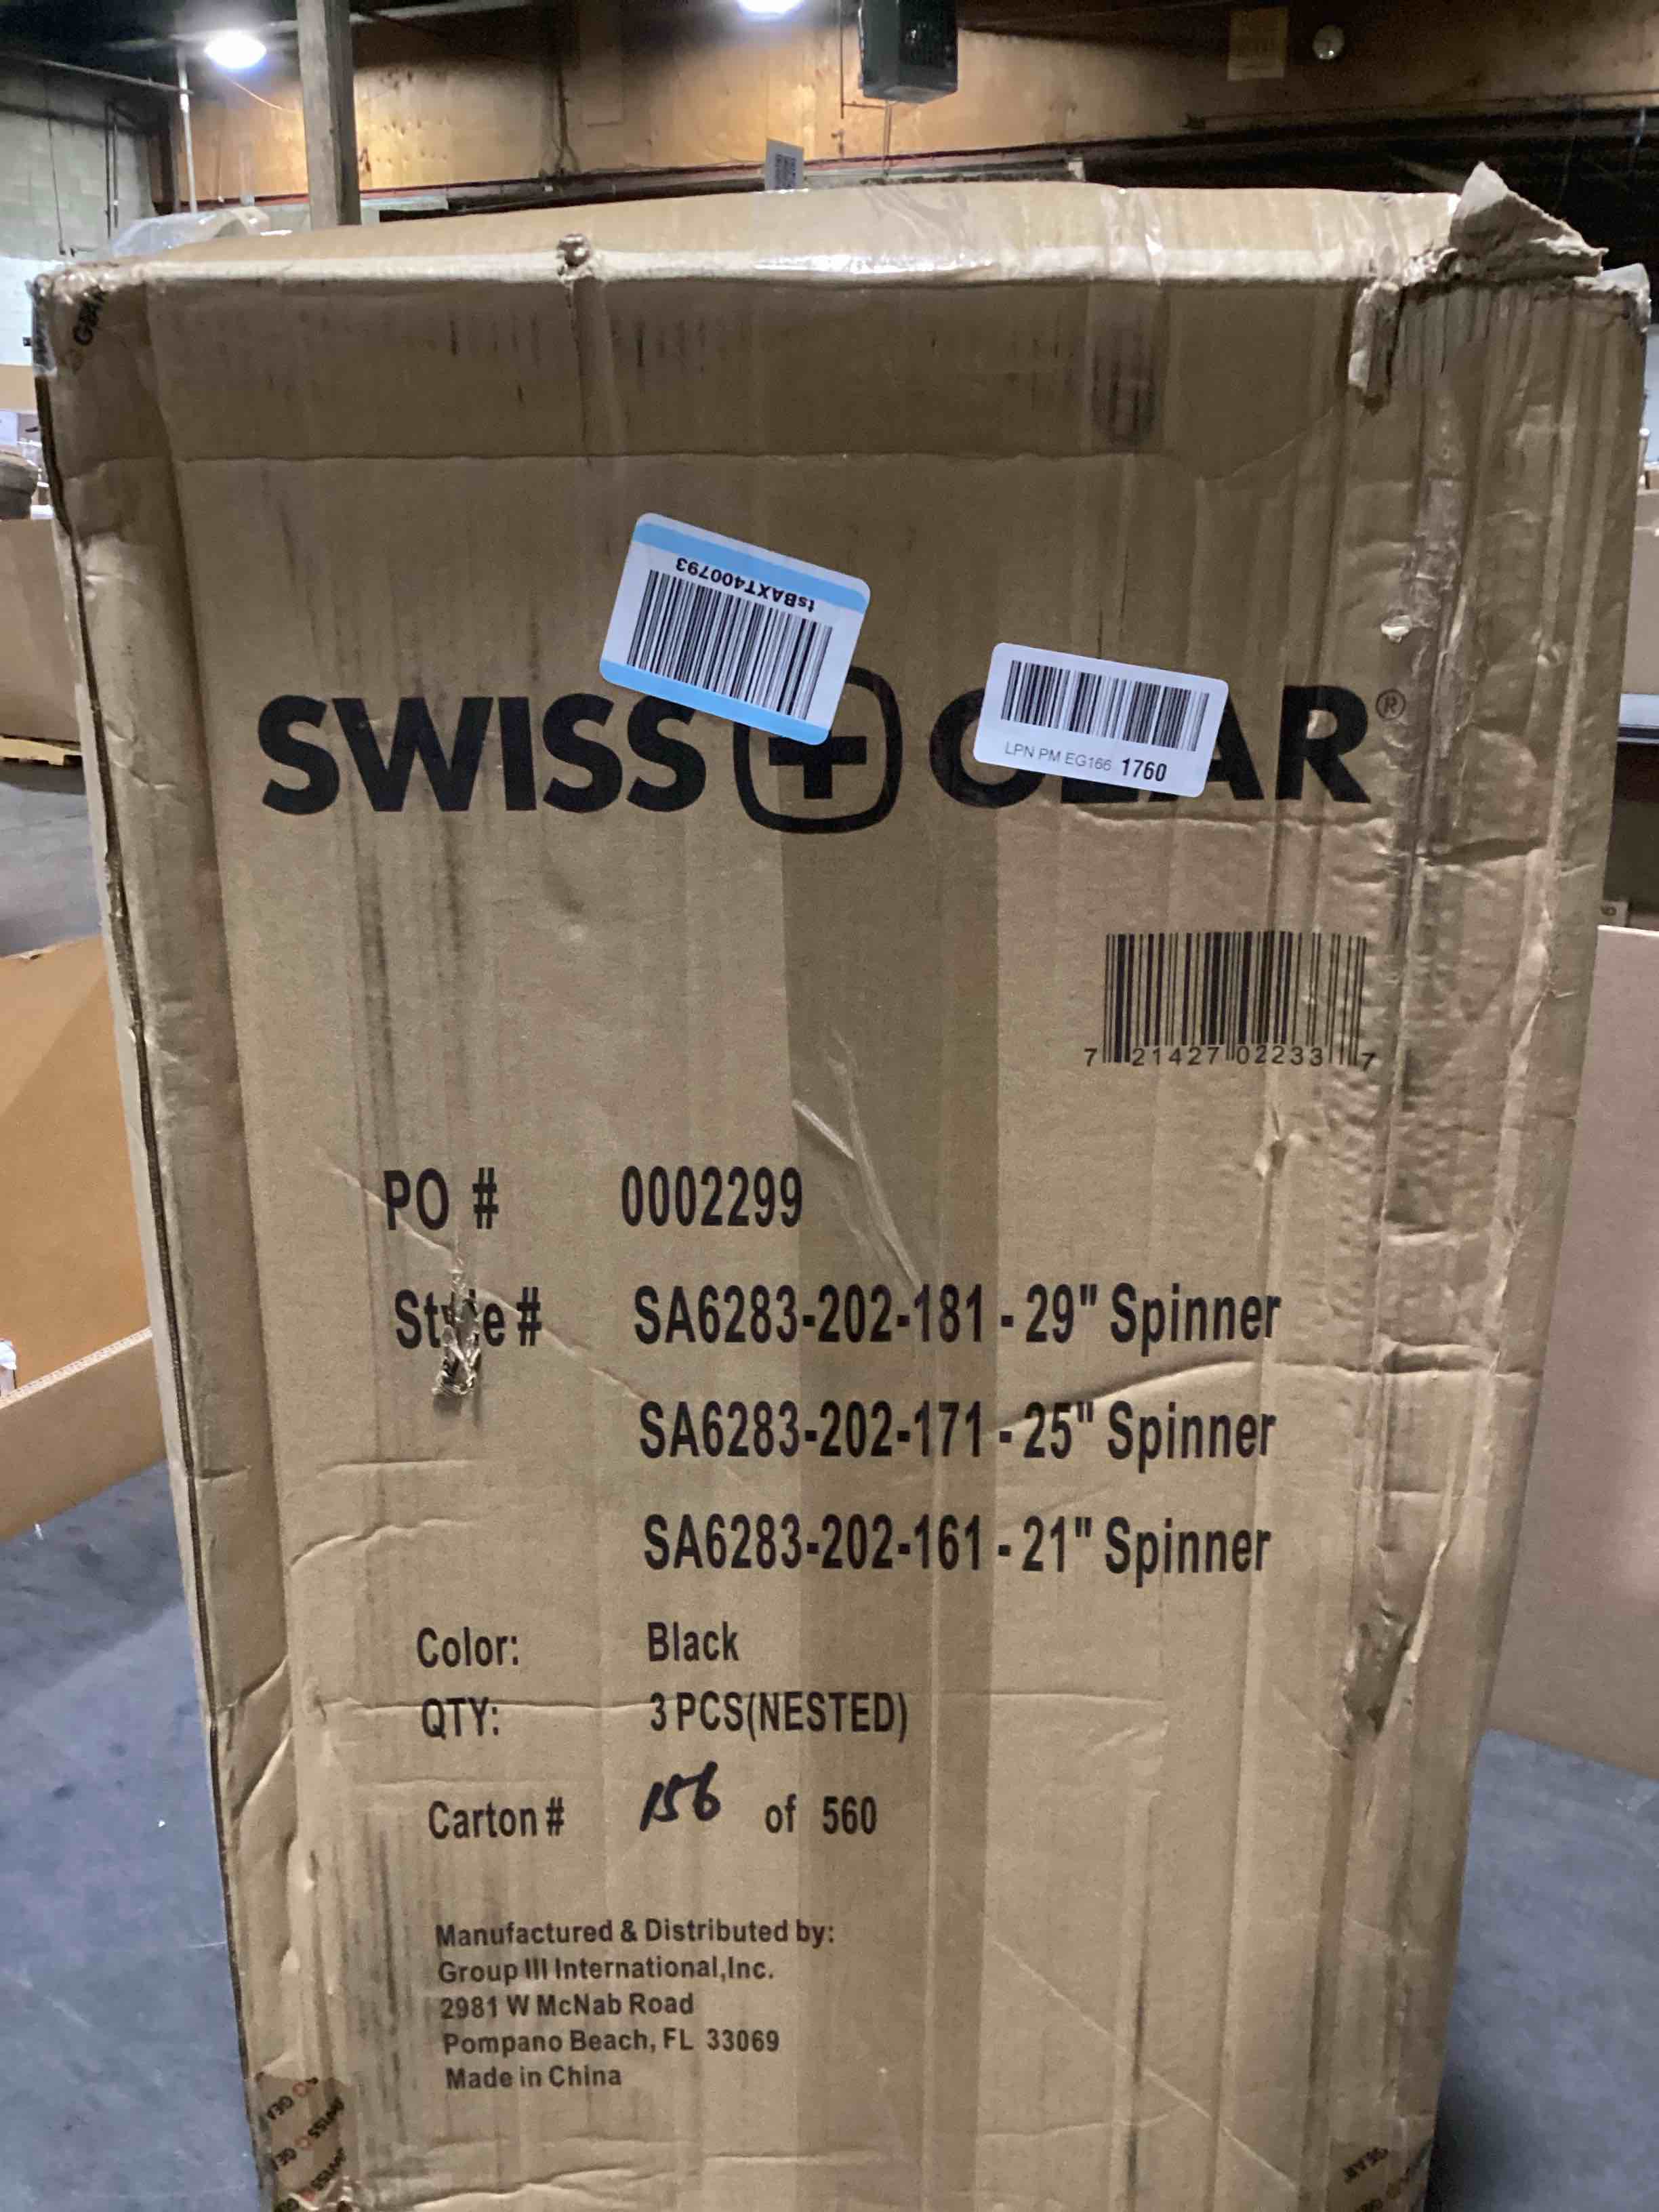 tsBAXT400793
SWISS GEAR®
LPN PM EG166 1760
7 21427 02233 7
PO # 0002299
Style # SA6283-202-181 - 29" Spinner
SA6283-202-171 - 25" Spinner
SA6283-202-161 - 21" Spinner
Color: Black
QTY: 3 PCS(NESTED)
Carton # 156 of 560
Manufactured & Distributed by:
Group III International,Inc.
2981 W McNab Road
Pompano Beach, FL 33069
Made in China